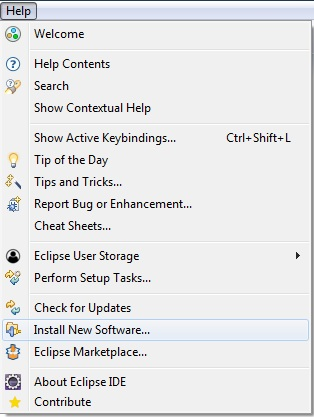 Help
Welcome
Help Contents
Search
Show Contextual Help
Show Active Keybindings... Ctrl+Shift+L
Tip of the Day
Tips and Tricks...
Report Bug or Enhancement...
Cheat Sheets...
Eclipse User Storage
Perform Setup Tasks...
Check for Updates
Install New Software...
Eclipse Marketplace...
About Eclipse IDE
Contribute